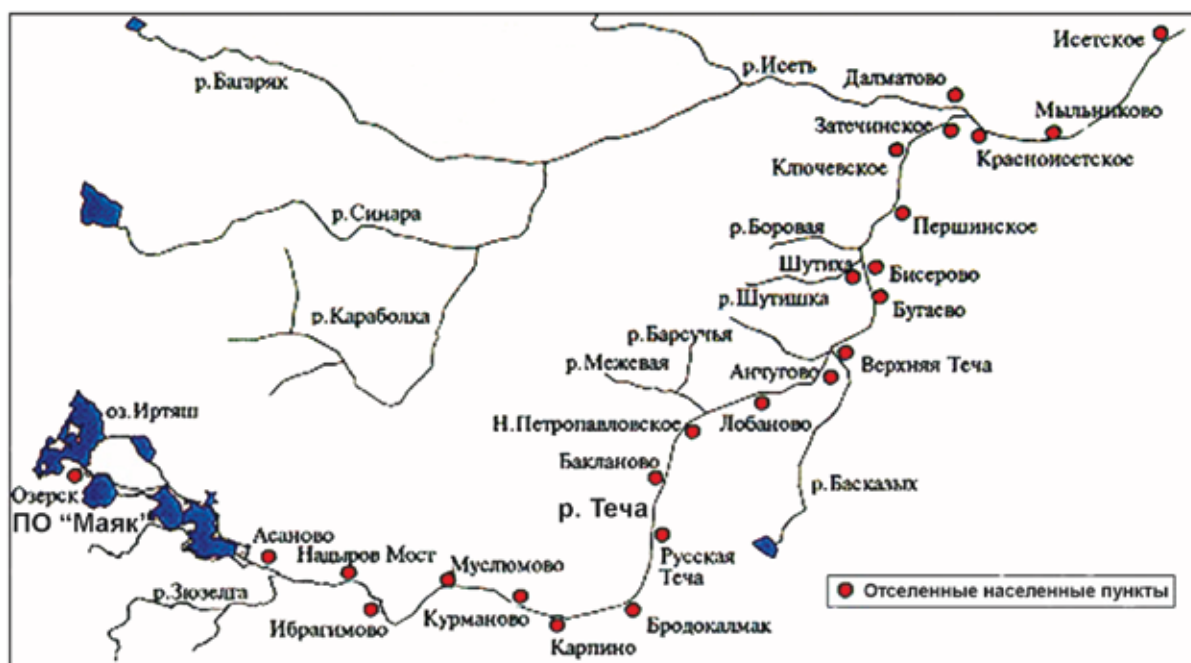 Исетское
р.Исеть
Далматово
р.Багаряк
Мыльниково
Затечинское
Ключевское
Красноисетское
р.Синара
Першинское
р.Боровая
Шутиха
Бисерово
р.Шутишка
Бугаево
р.Караболка
р.Барсучья
р.Межевая
Анчугово
Верхняя Теча
оз.Иртяш
Н.Петропавловское
Лобаново
Бакланово
р.Басказык
Озерск
ПО “Маяк”
р. Теча
Асаново
Надыров Мост
Муслюмово
Русская
Теча
р.Зюзелга
Отселенные населенные пункты
Ибрагимово
Курманово
Бродокалмак
Карпино